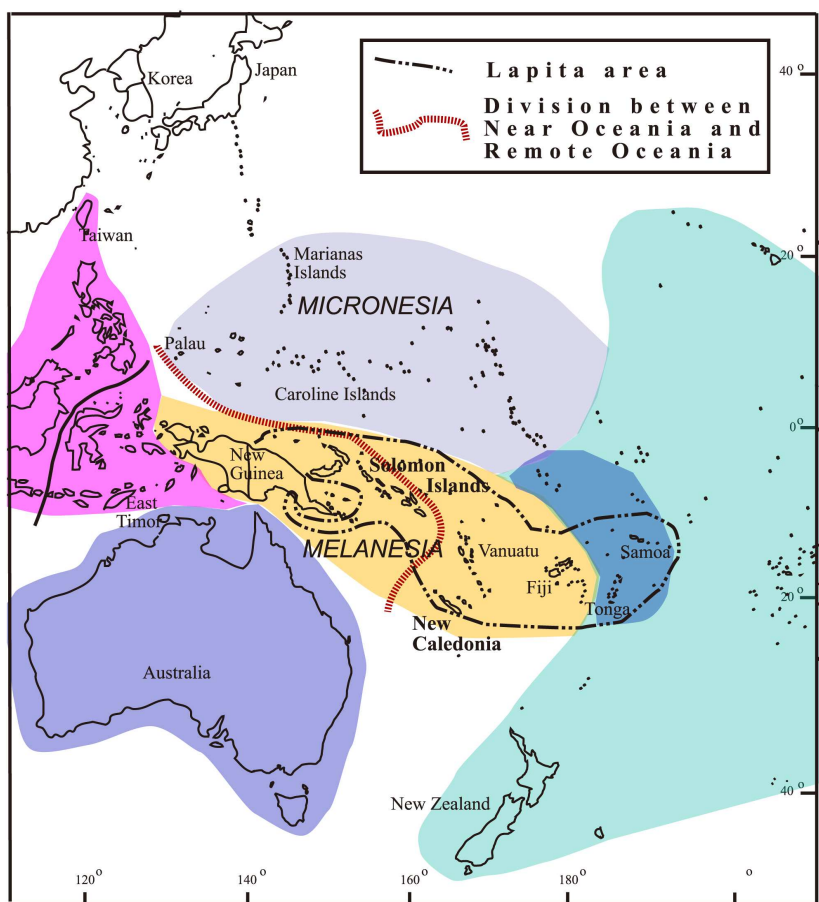 Lapita area
Division between
Near Oceania and
Remote Oceania
Korea
Japan
40°
Taiwan
20°
Marianas
Islands
MICRONESIA
Palau
Caroline Islands
0°
New
Guinea
Solomon
Islands
East
Timor
MELANESIA
Vanuatu
Samoa
Fiji
Tonga
20°
New
Caledonia
Australia
New Zealand
40°
120°
140°
160°
180°
°